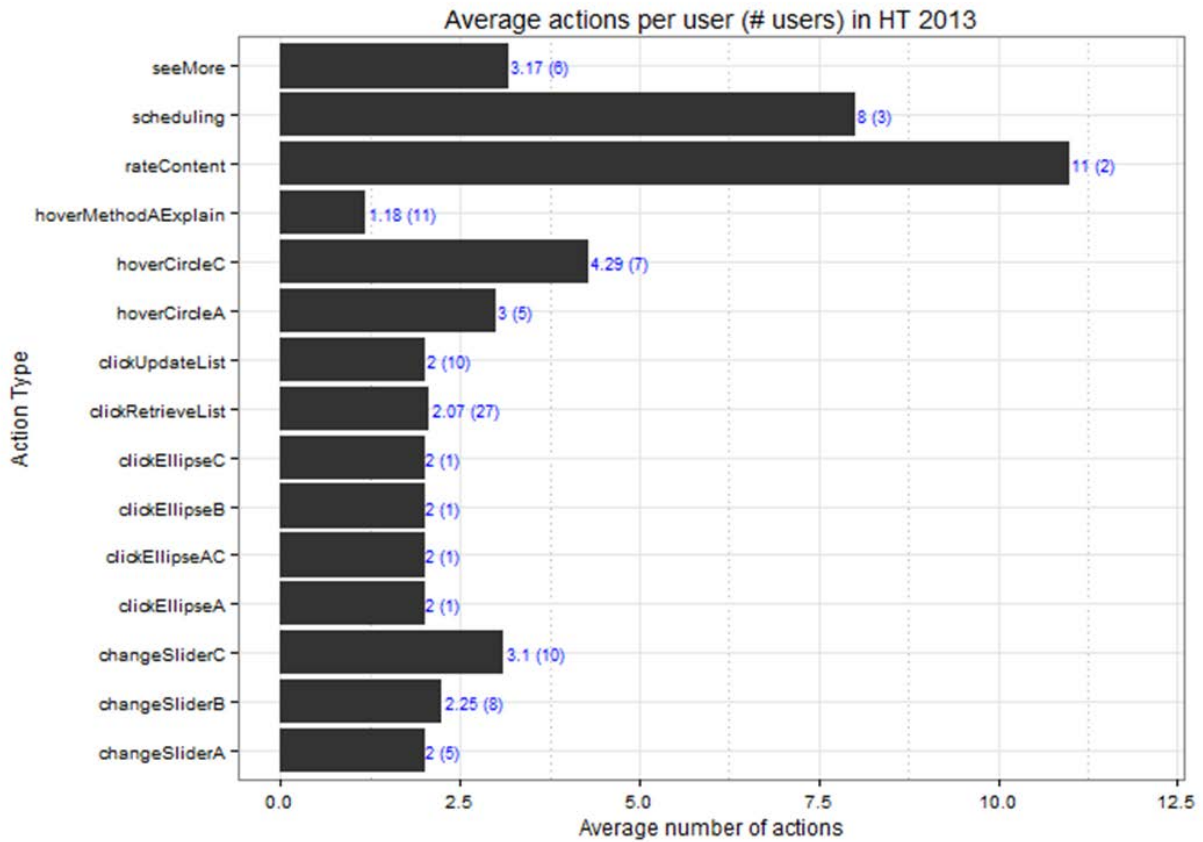 Average actions per user (# users) in HT 2013
seeMore
3.17 (6)
scheduling
8 (3)
rateContent
11 (2)
hoverMethodAExplain
1.18 (11)
hoverCircleC
4.29 (7)
hoverCircleA
3 (5)
clickUpdateList
2 (10)
clickRetrieveList
2.07 (27)
clickEllipseC
2 (1)
clickEllipseB
2 (1)
clickEllipseAC
2 (1)
clickEllipseA
2 (1)
changeSliderC
3.1 (10)
changeSliderB
2.25 (8)
changeSliderA
2 (5)
Action Type
0.0 2.5 5.0 7.5 10.0 12.5
Average number of actions